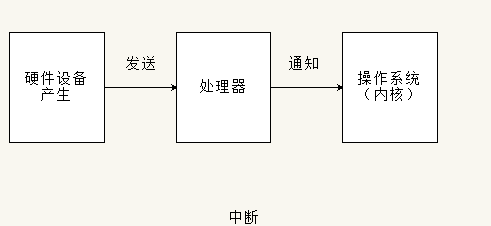 硬件设备
产生
发送
处理器
通知
操作系统
（内核）
中断